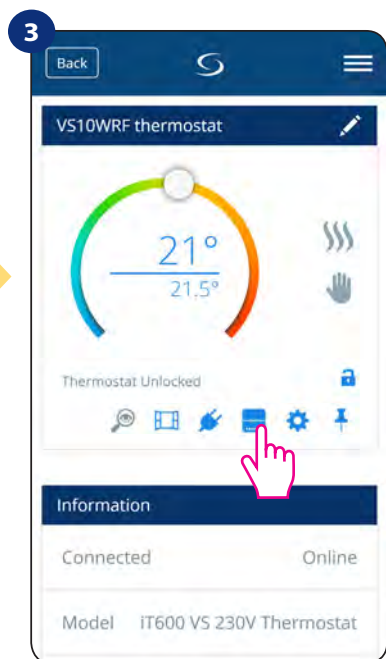 3
Back
VS10WRF thermostat
21°
21.5°
Thermostat Unlocked
Information
Connected Online
Model iT600 VS 230V Thermostat